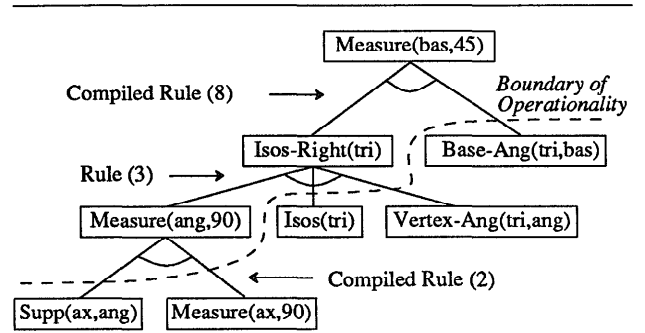 Measure(bas,45)
Compiled Rule (8)
Boundary of
Operationality
Isos-Right(tri)
Base-Ang(tri,bas)
Rule (3)
Measure(ang,90)
Isos(tri)
Vertex-Ang(tri,ang)
Compiled Rule (2)
Supp(ax,ang)
Measure(ax,90)